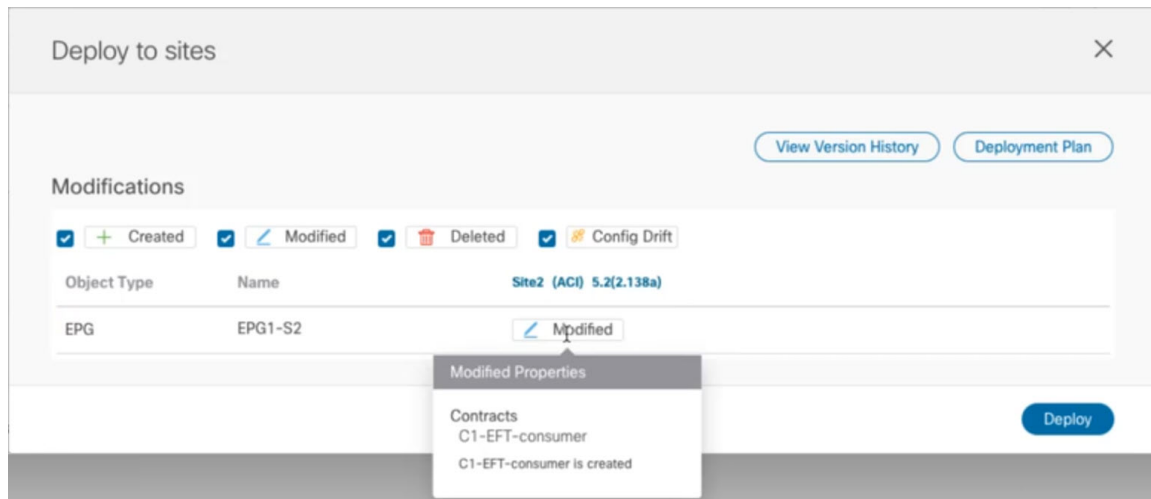 Deploy to sites
View Version History
Deployment Plan
Modifications
Created
Modified
Deleted
Config Drift
Object Type Name Site2 (ACI) 5.2(2.138a)
EPG EPG1-S2 Modified
Modified Properties
Contracts
C1-EFT-consumer
C1-EFT-consumer is created
Deploy